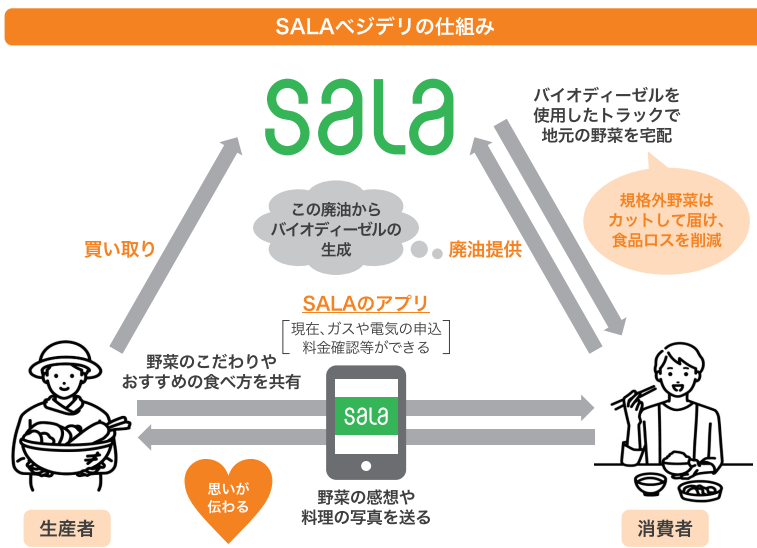 SALAベジデリの仕組み
sala
バイオディーゼルを
使用したトラックで
地元の野菜を宅配
規格外野菜は
カットして届け、
食品ロスを削減
この廃油から
バイオディーゼルの
生成
買い取り
廃油提供
SALAのアプリ
現在、ガスや電気の申込
料金確認等ができる
野菜のこだわりや
おすすめの食べ方を共有
sala
思いが
伝わる
野菜の感想や
料理の写真を送る
生産者
消費者